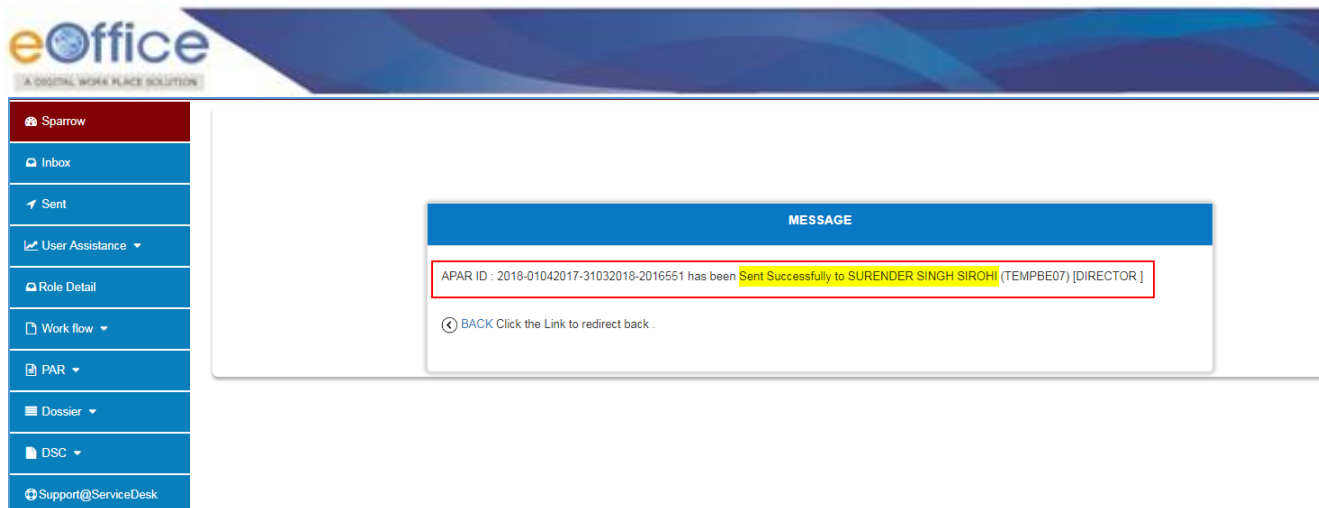 eOffice
A DIGITAL WORK PLACE SOLUTION
Sparrow
Inbox
Sent
User Assistance
Role Detail
Work flow
PAR
Dossier
DSC
Support@ServiceDesk
MESSAGE
APAR ID : 2018-01042017-31032018-2016551 has been Sent Successfully to SURENDER SINGH SIROHI (TEMPBE07) [DIRECTOR ]
BACK Click the Link to redirect back .